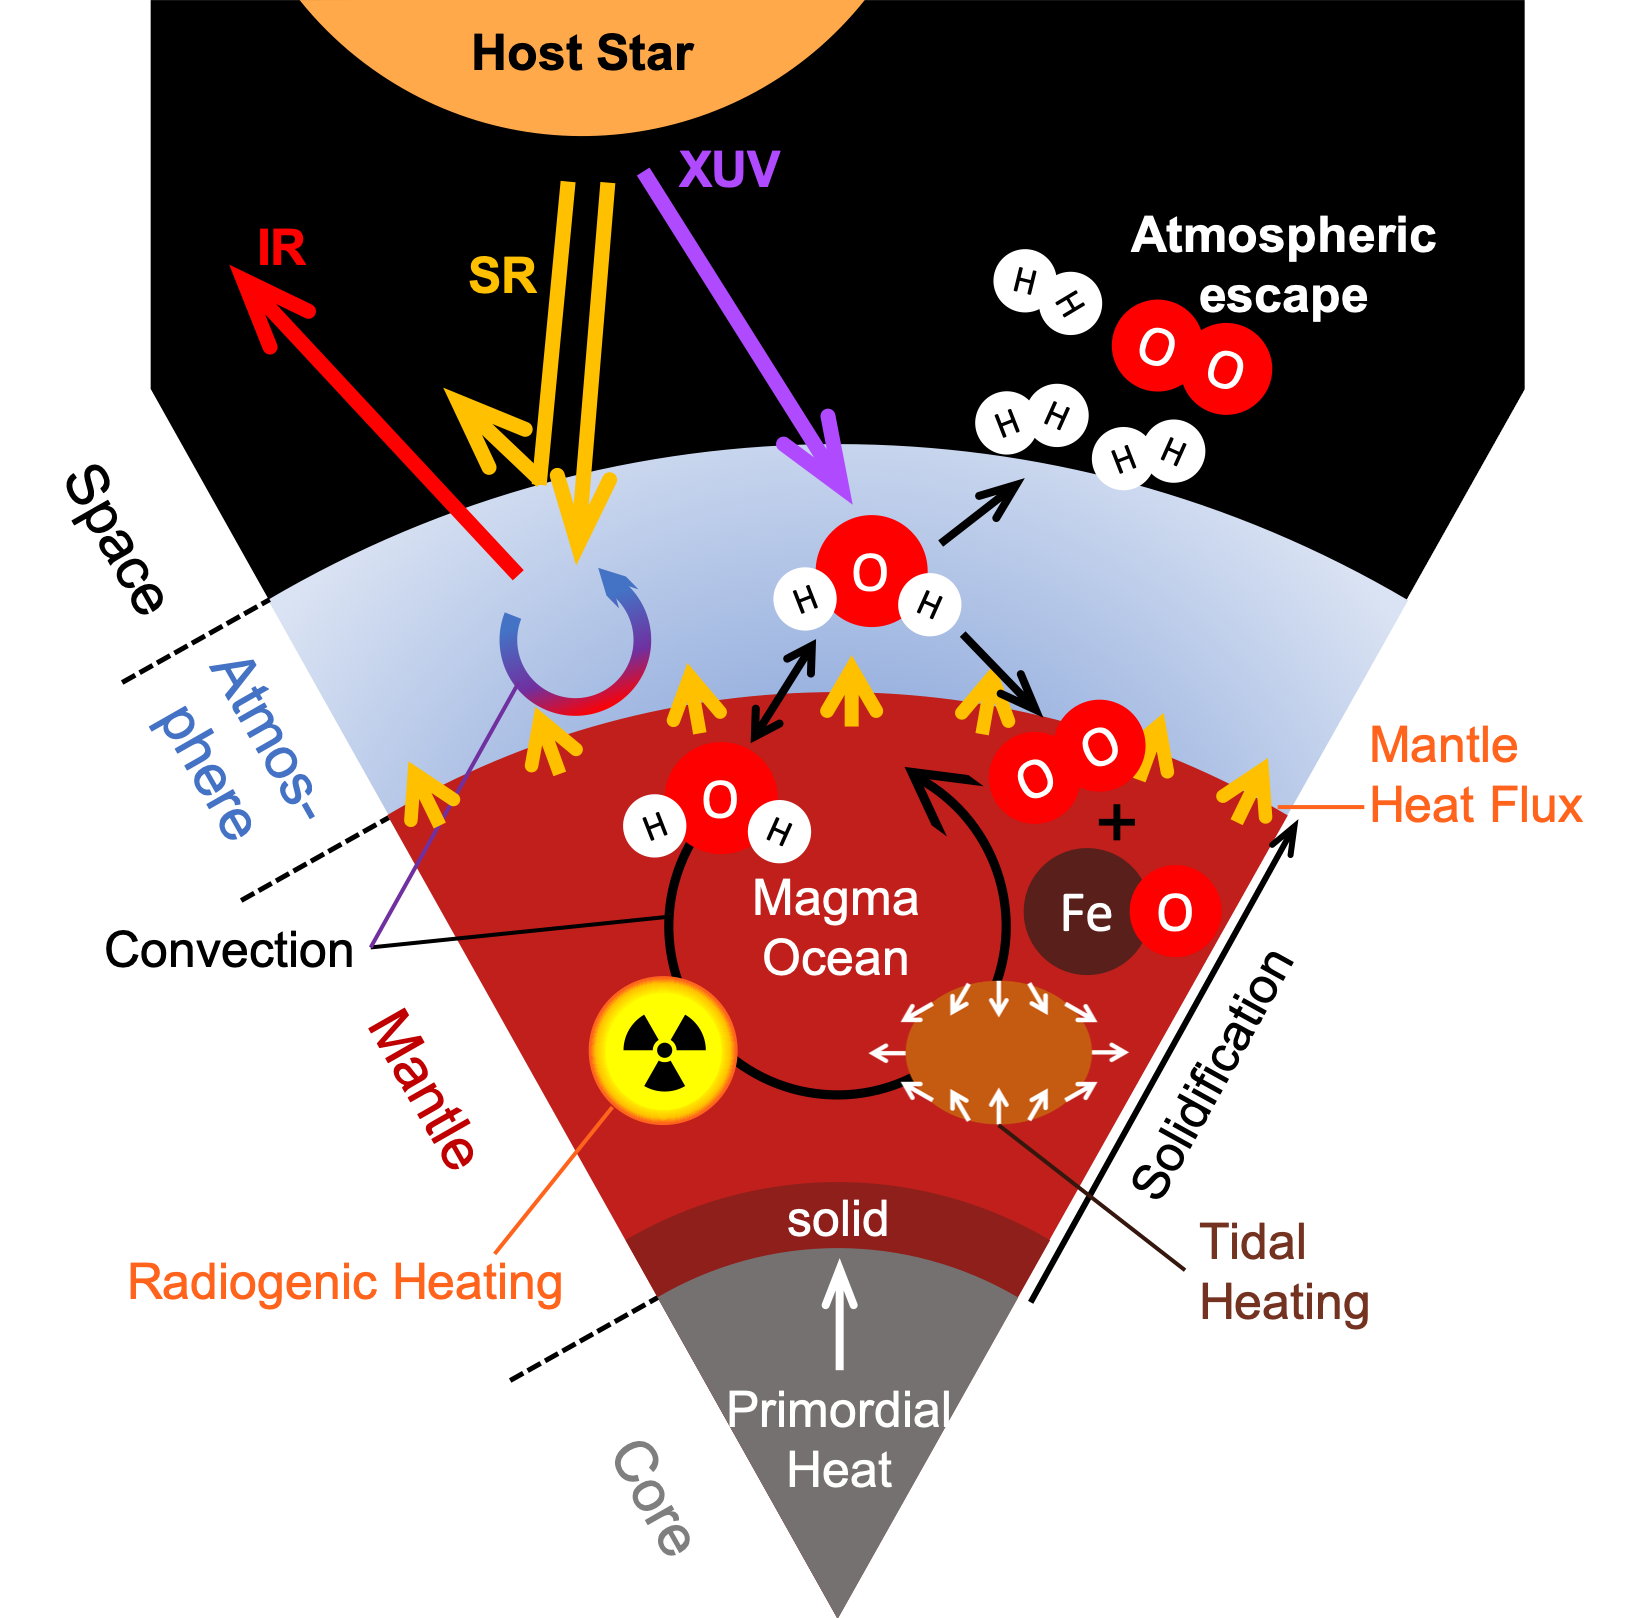 Host Star
XUV
IR
SR
Atmospheric
escape
H
H
O
O
H
H
H
H
Space
O
H
H
Atmos-
phere
O
O
Mantle
Heat Flux
O
H
H
+
Fe
O
Magma
Ocean
Convection
Mantle
Solidification
solid
Radiogenic Heating
Tidal
Heating
Primordial
Heat
Core